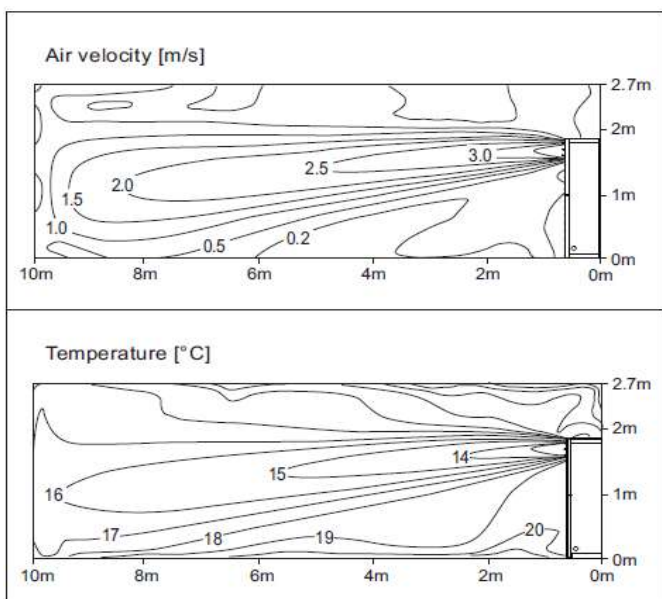 Air velocity [m/s]
2.7m
2m
3.0
2.5
2.0
1.5
1m
1.0
0.5
0.2
0m
10m 8m 6m 4m 2m 0m
Temperature [°C]
2.7m
2m
14
15
16
1m
17
18
19
20
0m
10m 8m 6m 4m 2m 0m